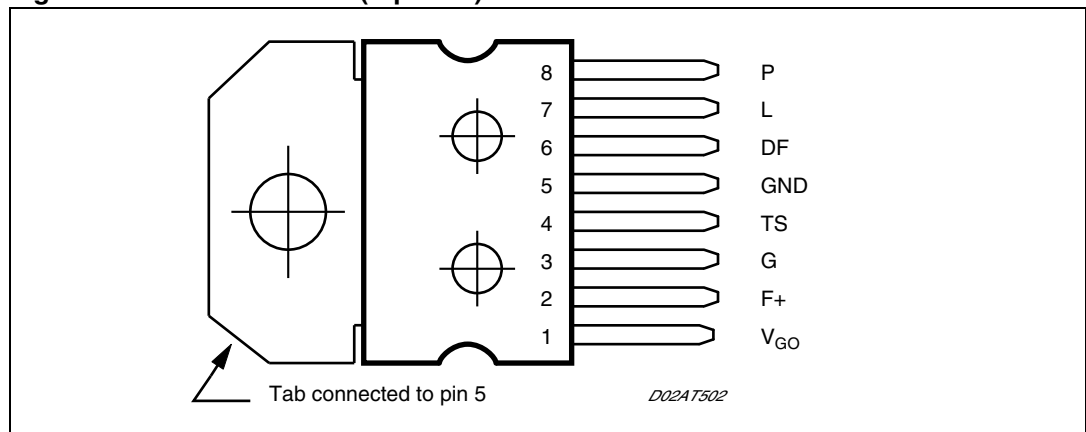 8 P
7 L
6 DF
5 GND
4 TS
3 G
2 F+
1 VGO
Tab connected to pin 5
D02AT502